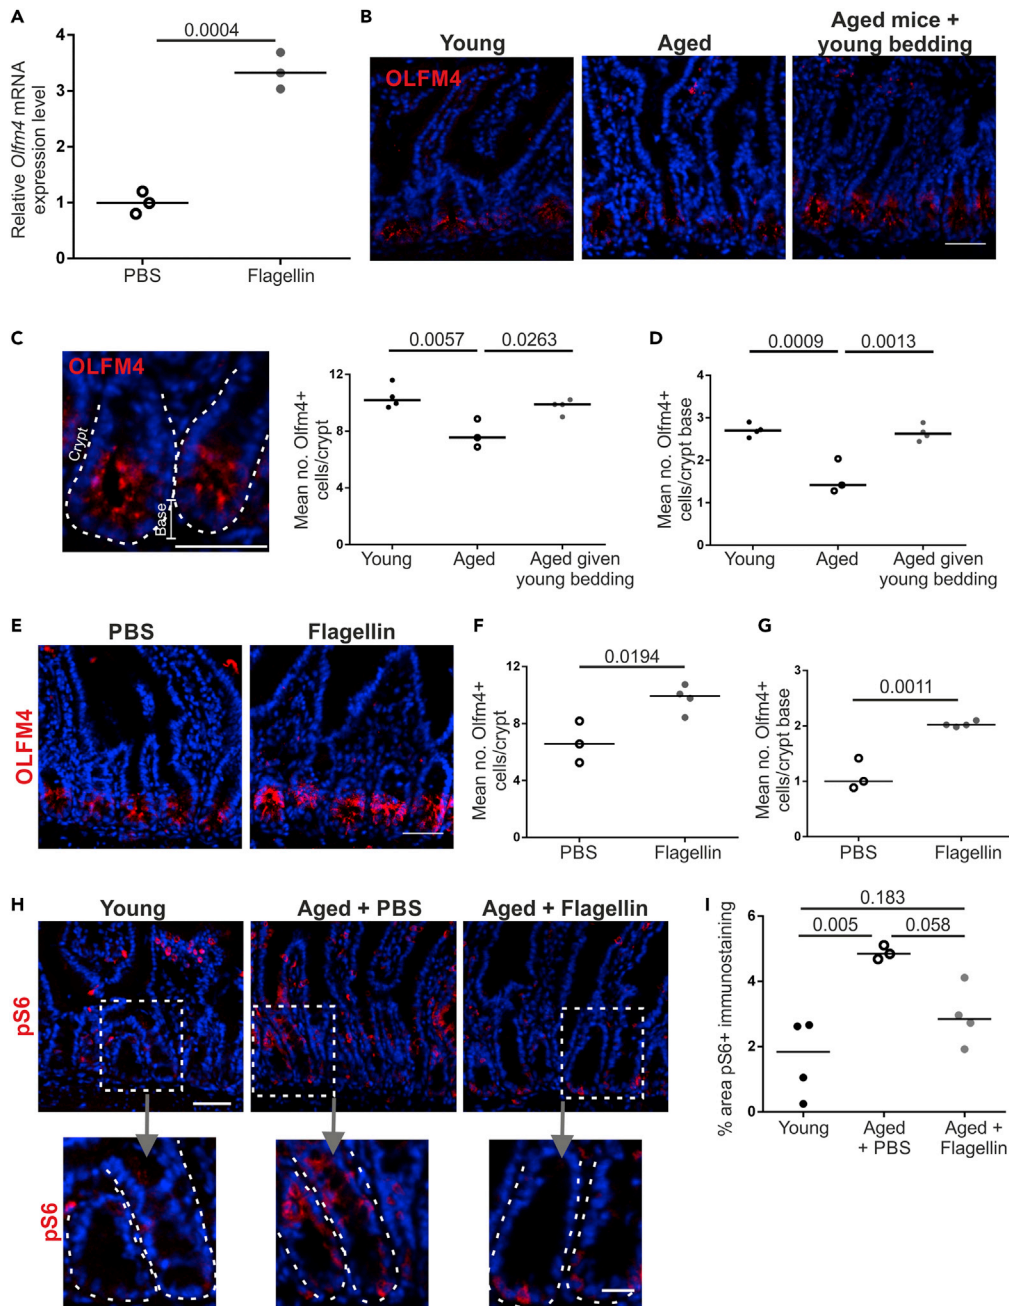 A
Relative Olfm4 mRNA
expression level
4
3
2
1
0
0.0004
PBS
Flagellin
B
Young
Aged
Aged mice +
young bedding
OLFM4
C
OLFM4
Crypt
Base
Mean no. Olfm4+
cells/crypt
12
8
4
0
0.0057
0.0263
Young
Aged
Aged given
young bedding
D
Mean no. Olfm4+
cells/crypt base
4
3
2
1
0
0.0009
0.0013
Young
Aged
Aged given
young bedding
E
PBS
Flagellin
OLFM4
F
Mean no. Olfm4+
cells/crypt
12
8
4
0
0.0194
PBS
Flagellin
G
Mean no. Olfm4+
cells/crypt base
3
2
1
0
0.0011
PBS
Flagellin
H
Young
Aged + PBS
Aged + Flagellin
pS6
pS6
I
% area pS6+ immunostaining
6
4
2
0
0.183
0.005
0.058
Young
Aged
+ PBS
Aged +
Flagellin